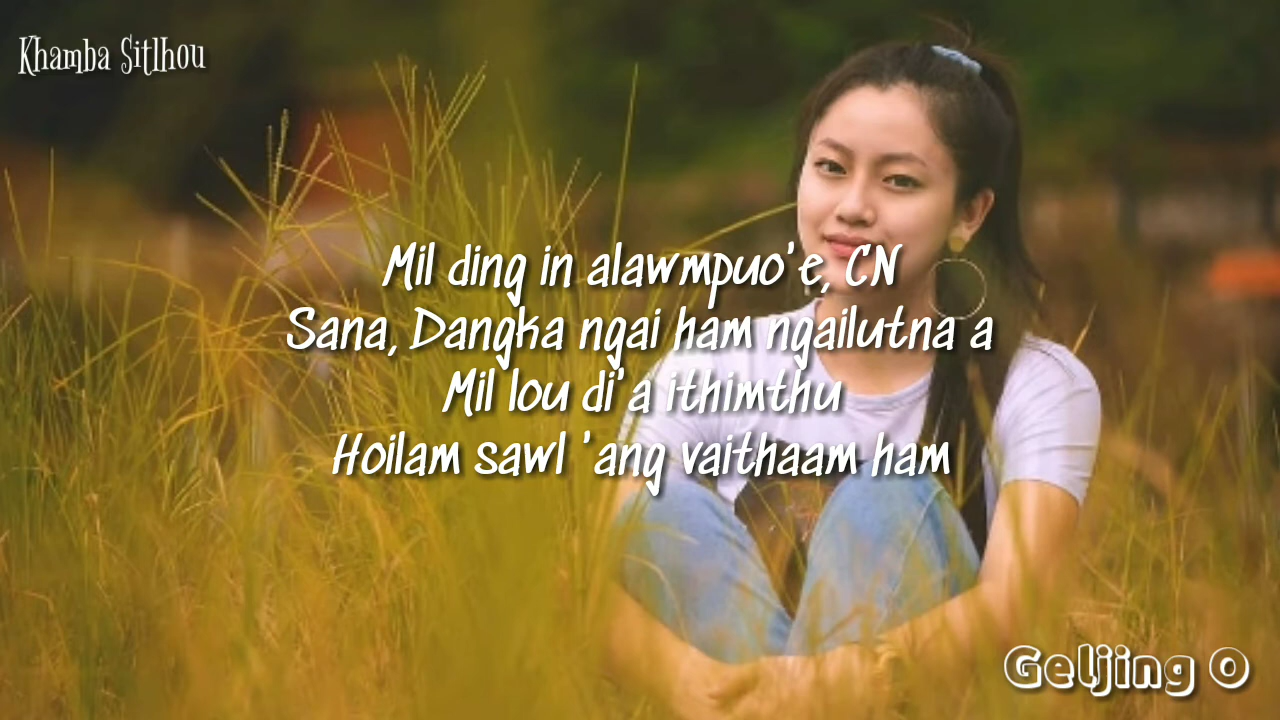 Khamba Sitlhou
Mil ding in alawmpuo'e, CN
Sana, Dangka ngai ham ngailutna a
Mil lou di'a ithimthu
Hoilam sawl 'ang vaithaam ham
Geljing O